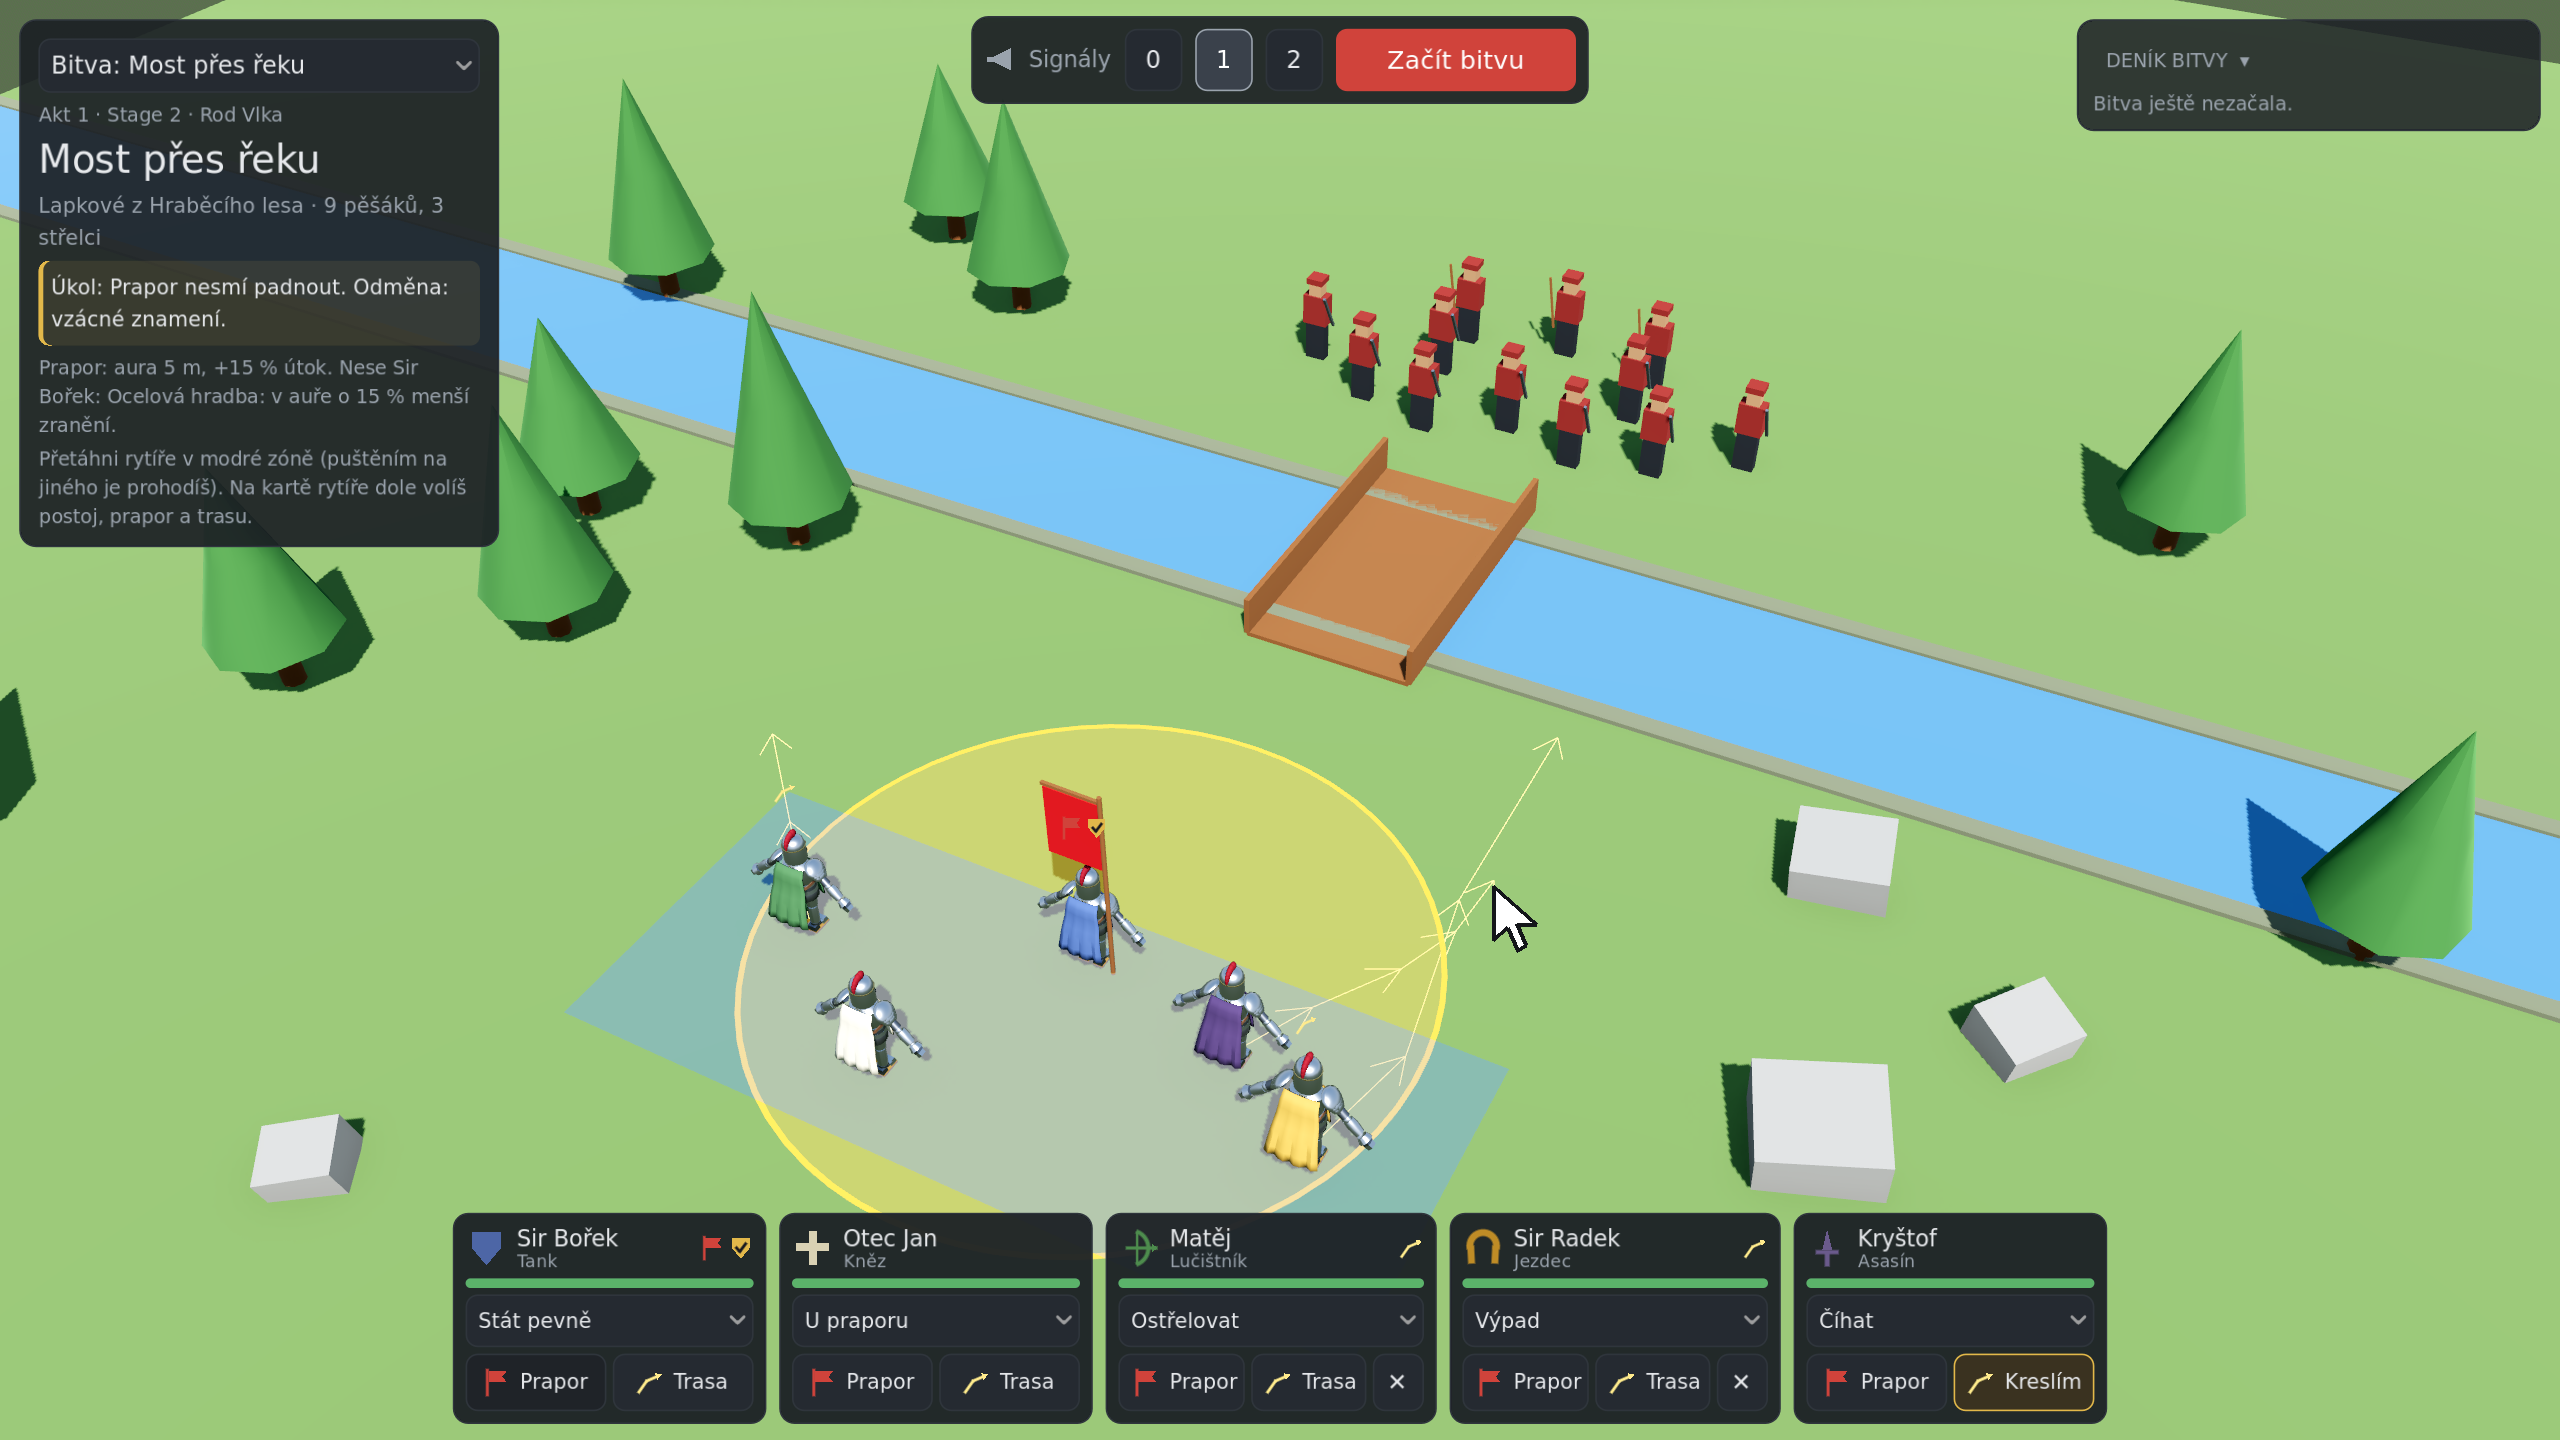 Bitva: Most přes řeku
Akt 1 · Stage 2 · Rod Vlka
Most přes řeku
Lapkové z Hraběcího lesa · 9 pěšáků, 3
střelci
Úkol: Prapor nesmí padnout. Odměna:
vzácné znamení.
Prapor: aura 5 m, +15 % útok. Nese Sir
Bořek: Ocelová hradba: v auře o 15 % menší
zranění.
Přetáhni rytíře v modré zóně (puštěním na
jiného je prohodíš). Na kartě rytíře dole volíš
postoj, prapor a trasu.
Signály 0 1 2 Začít bitvu
DENÍK BITVY ▾
Bitva ještě nezačala.
Sir Bořek
Tank
Stát pevně
Prapor Trasa
Otec Jan
Kněz
U praporu
Prapor Trasa
Matěj
Lučištník
Ostřelovat
Prapor Trasa ×
Sir Radek
Jezdec
Výpad
Prapor Trasa ×
Kryštof
Asasín
Číhat
Prapor Kreslím